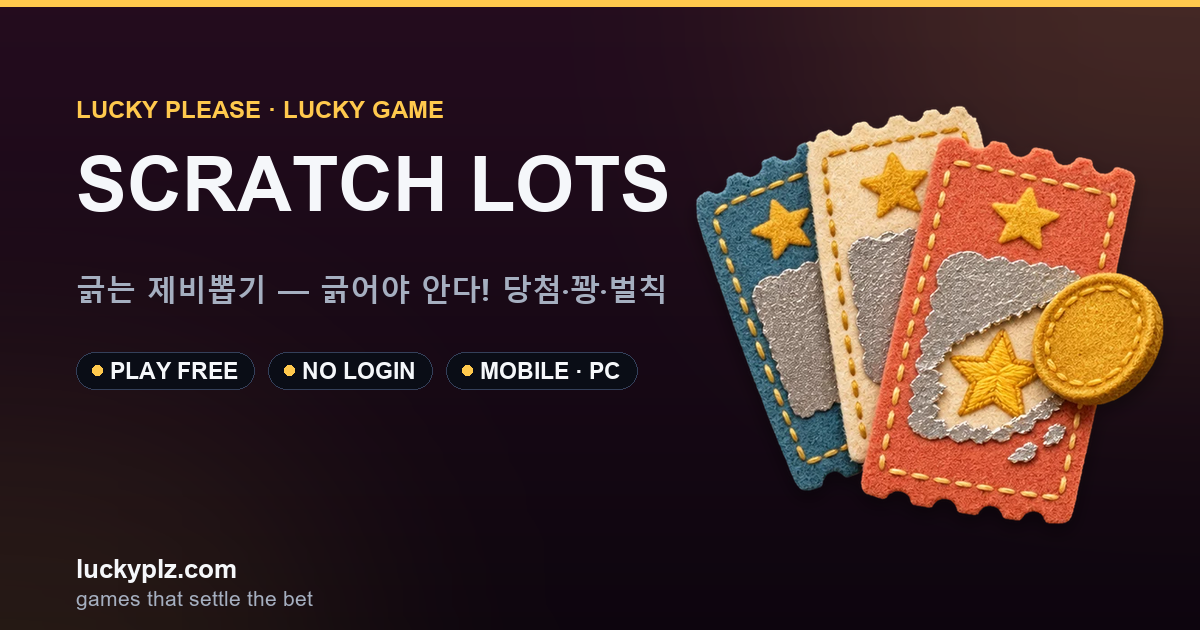 LUCKY PLEASE · LUCKY GAME
SCRATCH LOTS
긁는 제비뽑기 — 긁어야 안다! 당첨·꽝·벌칙
PLAY FREE
NO LOGIN
MOBILE · PC
luckyplz.com
games that settle the bet